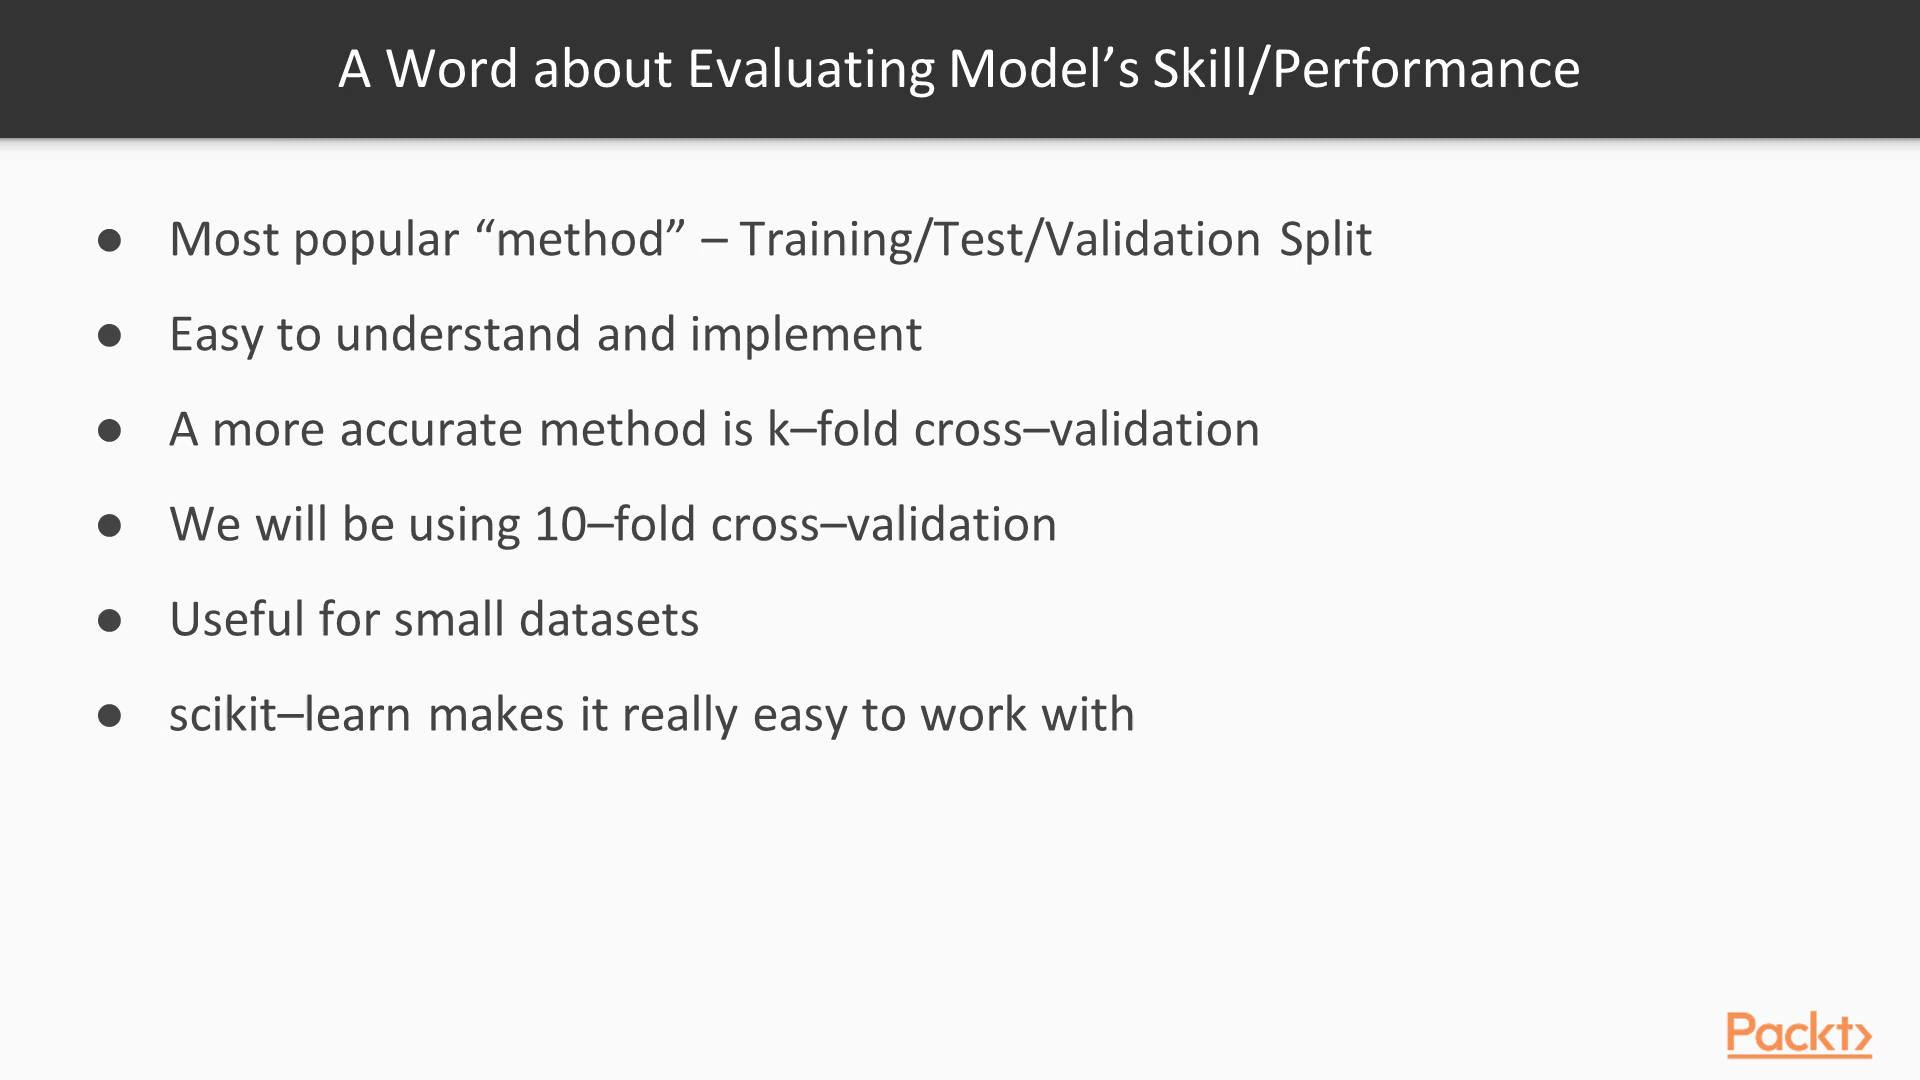 A Word about Evaluating Model’s Skill/Performance
● Most popular “method” – Training/Test/Validation Split
● Easy to understand and implement
● A more accurate method is k–fold cross–validation
● We will be using 10–fold cross–validation
● Useful for small datasets
● scikit–learn makes it really easy to work with
Packt>